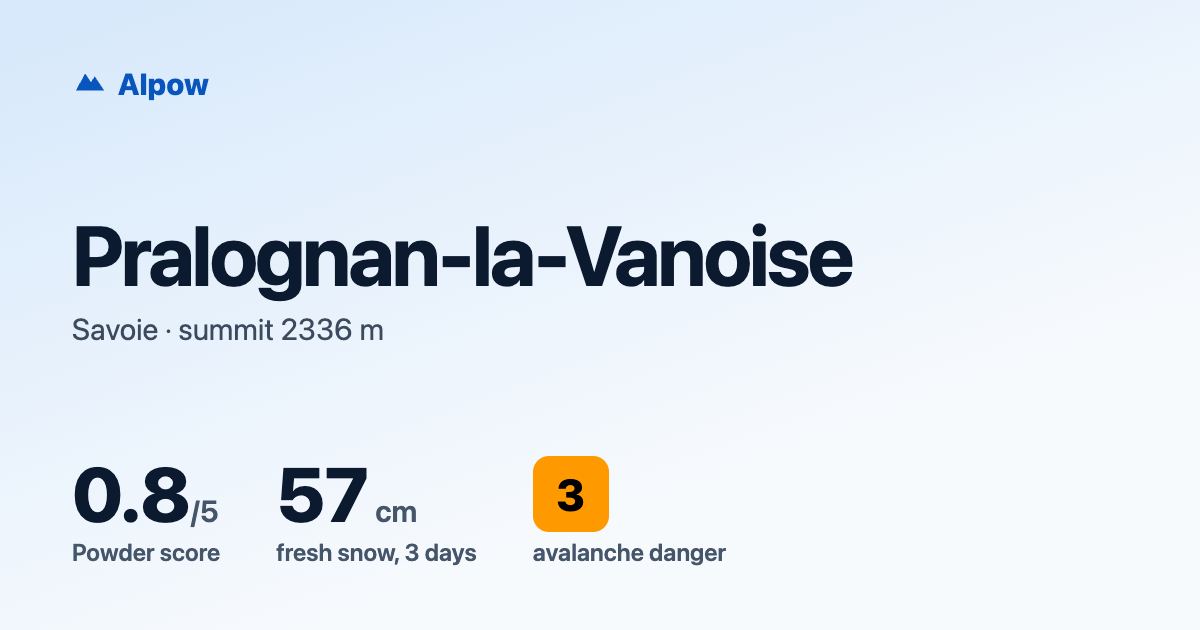 Alpow
Pralognan-la-Vanoise
Savoie · summit 2336 m
0.8/5
Powder score
57 cm
fresh snow, 3 days
3
avalanche danger